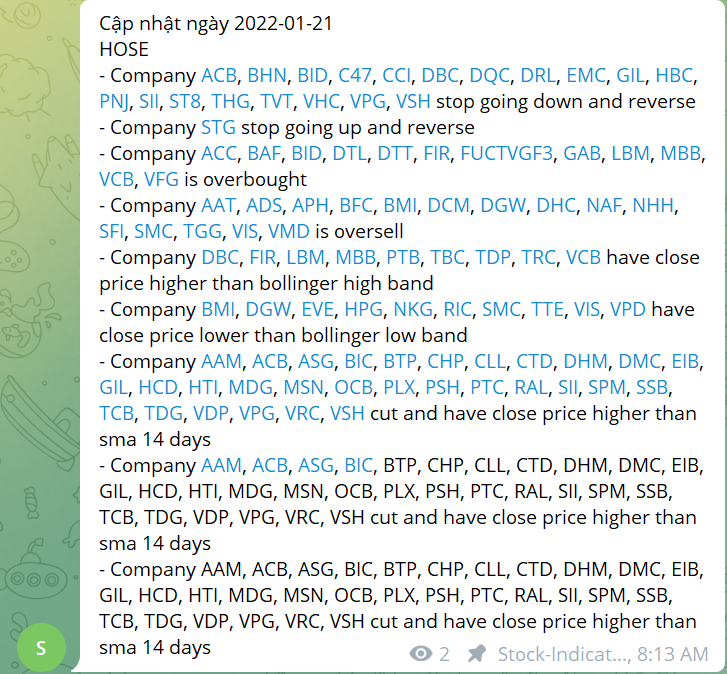 Cập nhật ngày 2022-01-21
HOSE
- Company ACB, BHN, BID, C47, CCI, DBC, DQC, DRL, EMC, GIL, HBC,
PNJ, SII, ST8, THG, TVT, VHC, VPG, VSH stop going down and reverse
- Company STG stop going up and reverse
- Company ACC, BAF, BID, DTL, DTT, FIR, FUCTVGF3, GAB, LBM, MBB,
VCB, VFG is overbought
- Company AAT, ADS, APH, BFC, BMI, DCM, DGW, DHC, NAF, NHH,
SFI, SMC, TGG, VIS, VMD is oversell
- Company DBC, FIR, LBM, MBB, PTB, TBC, TDP, TRC, VCB have close
price higher than bollinger high band
- Company BMI, DGW, EVE, HPG, NKG, RIC, SMC, TTE, VIS, VPD have
close price lower than bollinger low band
- Company AAM, ACB, ASG, BIC, BTP, CHP, CLL, CTD, DHM, DMC, EIB,
GIL, HCD, HTI, MDG, MSN, OCB, PLX, PSH, PTC, RAL, SII, SPM, SSB,
TCB, TDG, VDP, VPG, VRC, VSH cut and have close price higher than
sma 14 days
- Company AAM, ACB, ASG, BIC, BTP, CHP, CLL, CTD, DHM, DMC, EIB,
GIL, HCD, HTI, MDG, MSN, OCB, PLX, PSH, PTC, RAL, SII, SPM, SSB,
TCB, TDG, VDP, VPG, VRC, VSH cut and have close price higher than
sma 14 days
- Company AAM, ACB, ASG, BIC, BTP, CHP, CLL, CTD, DHM, DMC, EIB,
GIL, HCD, HTI, MDG, MSN, OCB, PLX, PSH, PTC, RAL, SII, SPM, SSB,
TCB, TDG, VDP, VPG, VRC, VSH cut and have close price higher than
sma 14 days
S
2 Stock-Indicat..., 8:13 AM